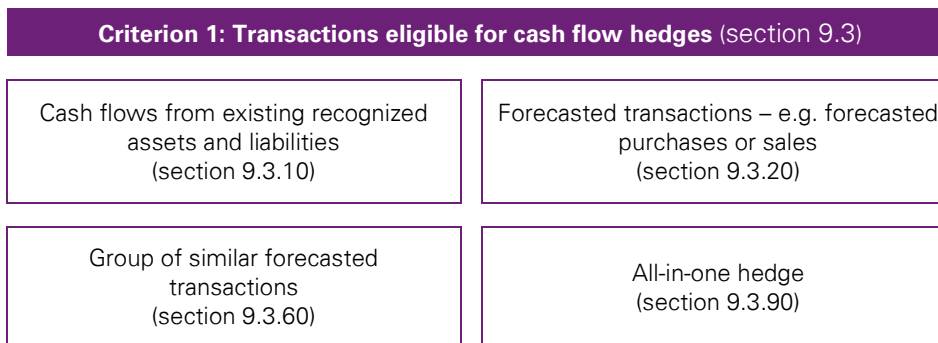 Criterion 1: Transactions eligible for cash flow hedges (section 9.3)
Cash flows from existing recognized
assets and liabilities
(section 9.3.10)
Forecasted transactions – e.g. forecasted
purchases or sales
(section 9.3.20)
Group of similar forecasted
transactions
(section 9.3.60)
All-in-one hedge
(section 9.3.90)